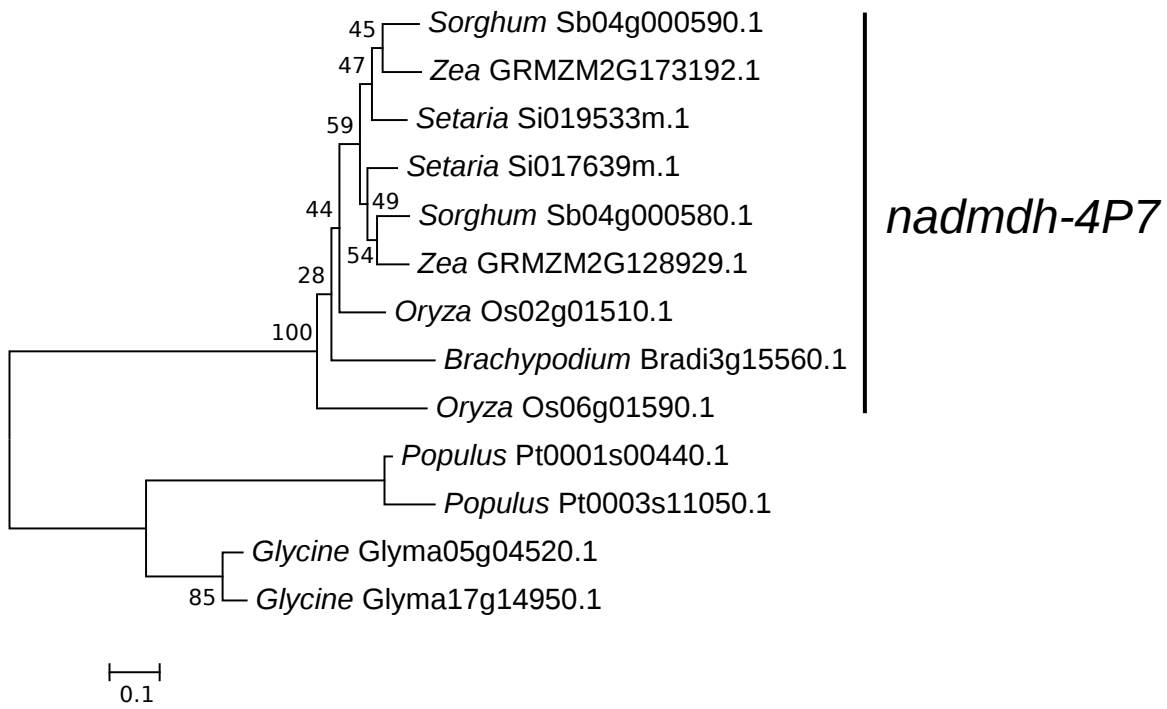 45
Sorghum Sb04g000590.1
47
Zea GRMZM2G173192.1
59
Setaria Si019533m.1
Setaria Si017639m.1
44
49
Sorghum Sb04g000580.1
nadmdh-4P7
54
Zea GRMZM2G128929.1
28
Oryza Os02g01510.1
100
Brachypodium Bradi3g15560.1
Oryza Os06g01590.1
Populus Pt0001s00440.1
Populus Pt0003s11050.1
Glycine Glyma05g04520.1
85
Glycine Glyma17g14950.1
0.1